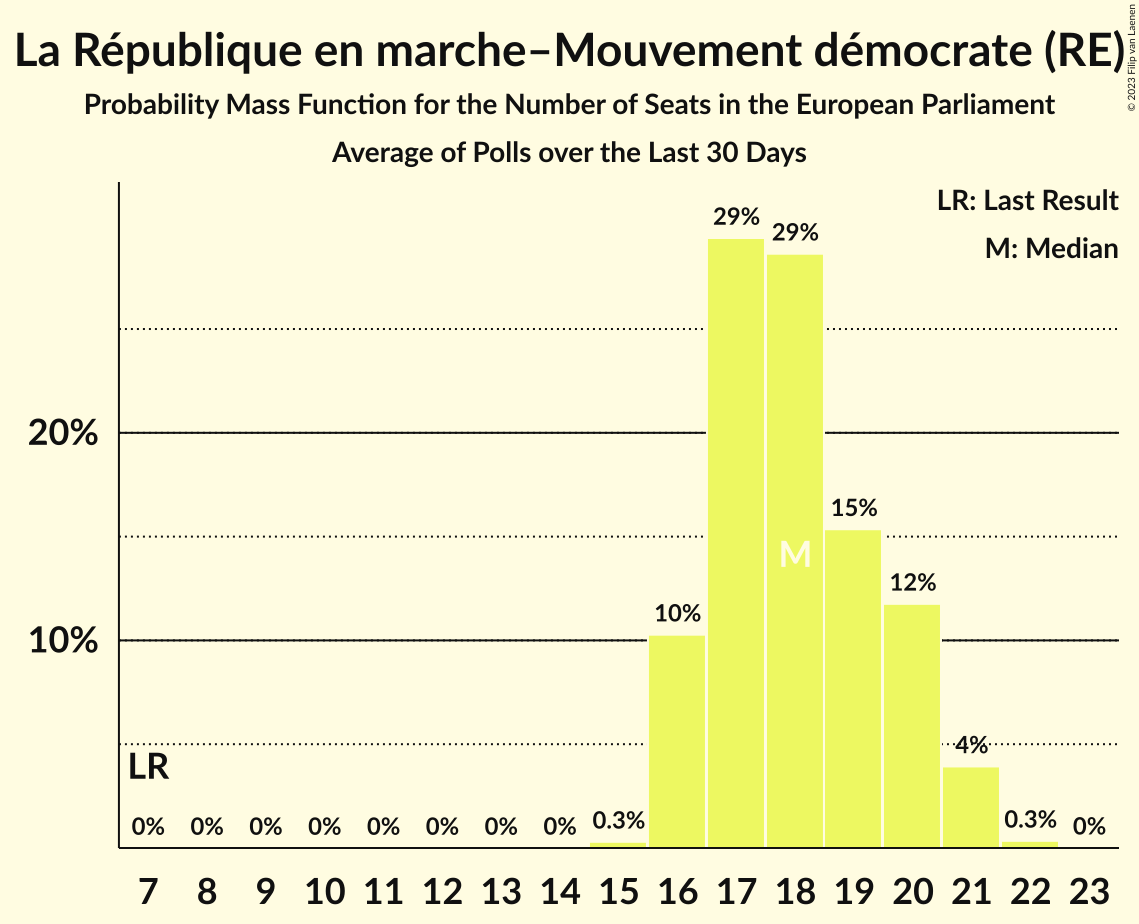 La République en marche–Mouvement démocrate (RE)
© 2023 Filip van Laenen
Probability Mass Function for the Number of Seats in the European Parliament
Average of Polls over the Last 30 Days
LR: Last Result
M: Median
29%
29%
20%
15%
M
12%
10%
10%
LR
4%
0% 0% 0% 0% 0% 0% 0% 0% 0.3% 0.3% 0%
7 8 9 10 11 12 13 14 15 16 17 18 19 20 21 22 23